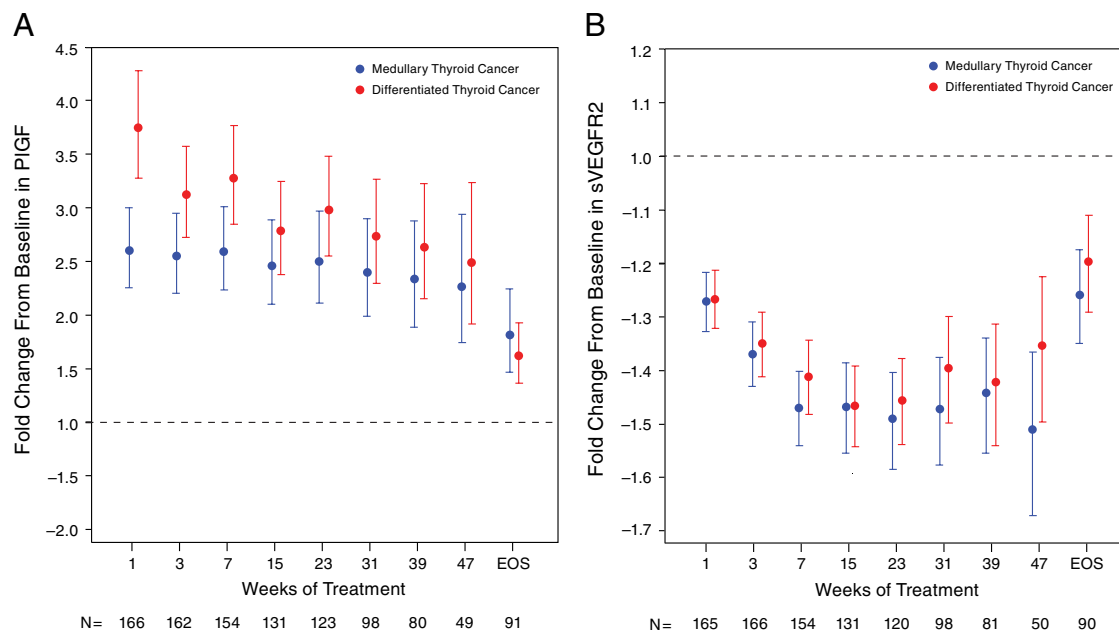 A
Fold Change From Baseline in PlGF
4.5
4.0
3.5
3.0
2.5
2.0
1.5
1.0
−1.5
−2.0
Medullary Thyroid Cancer
Differentiated Thyroid Cancer
1 3 7 15 23 31 39 47 EOS
Weeks of Treatment
N= 166 162 154 131 123 98 80 49 91
B
Fold Change From Baseline in sVEGFR2
1.2
1.1
1.0
−1.1
−1.2
−1.3
−1.4
−1.5
−1.6
−1.7
Medullary Thyroid Cancer
Differentiated Thyroid Cancer
1 3 7 15 23 31 39 47 EOS
Weeks of Treatment
N= 165 166 154 131 120 98 81 50 90